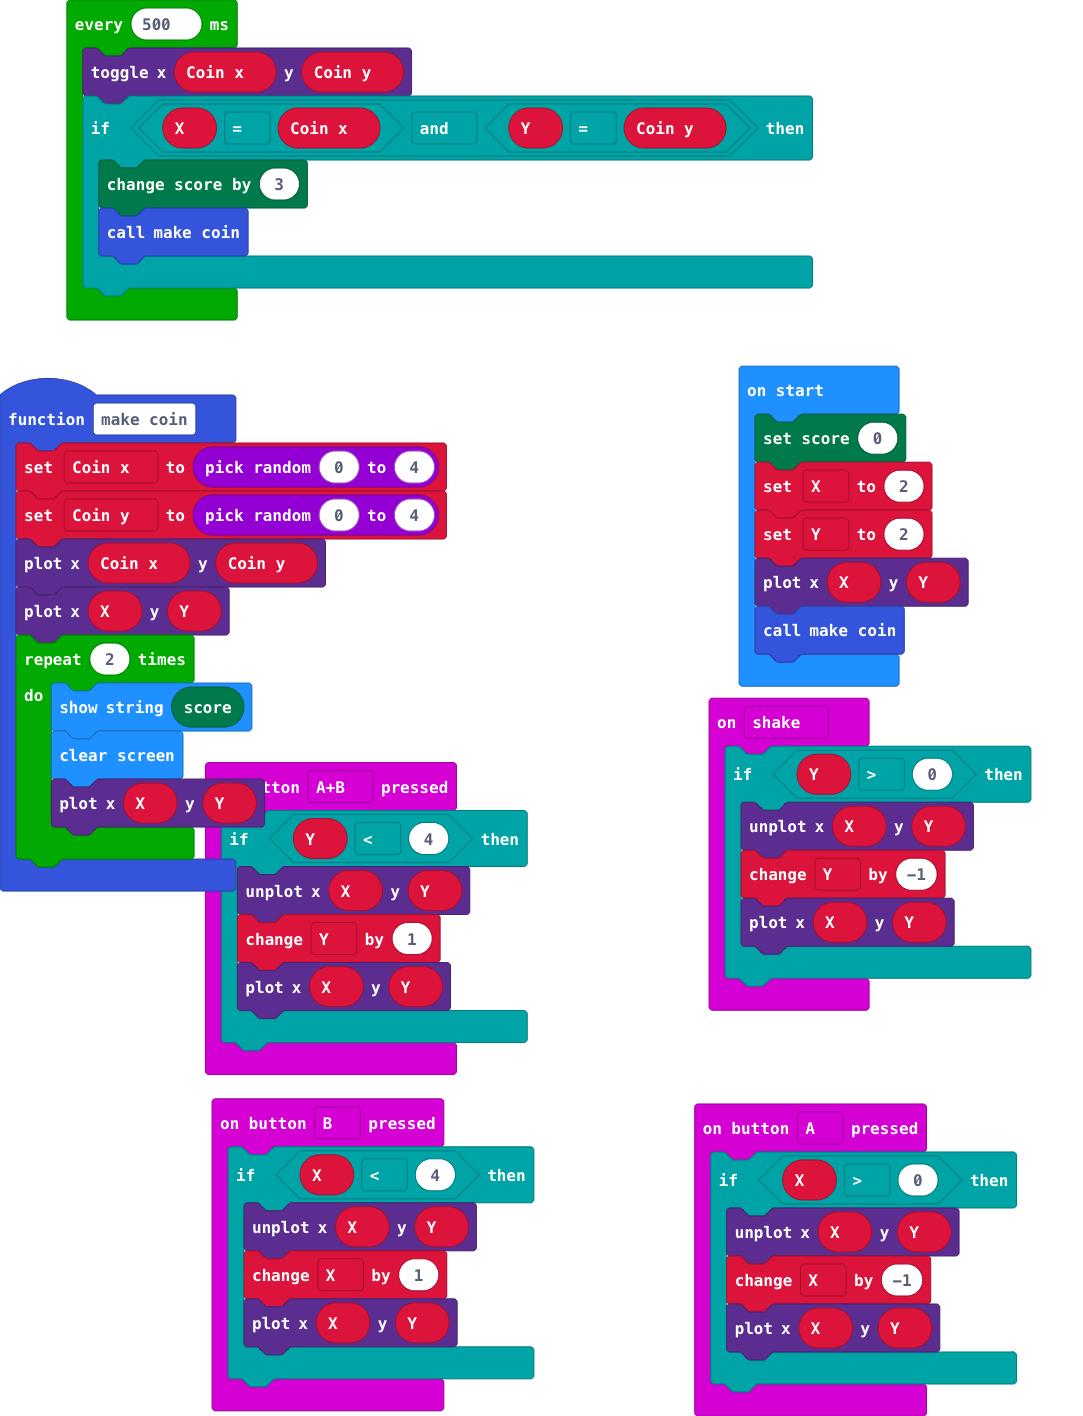 every 500 ms
toggle x Coin x y Coin y
if X = Coin x and Y = Coin y then
change score by 3
call make coin
function make coin
set Coin x to pick random 0 to 4
set Coin y to pick random 0 to 4
plot x Coin x y Coin y
plot x X y Y
repeat 2 times
do
show string score
clear screen
plot x X y Y
on start
set score 0
set X to 2
set Y to 2
plot x X y Y
call make coin
on shake
if Y > 0 then
unplot x X y Y
change Y by −1
plot x X y Y
tton A+B pressed
if Y < 4 then
unplot x X y Y
change Y by 1
plot x X y Y
on button B pressed
if X < 4 then
unplot x X y Y
change X by 1
plot x X y Y
on button A pressed
if X > 0 then
unplot x X y Y
change X by −1
plot x X y Y